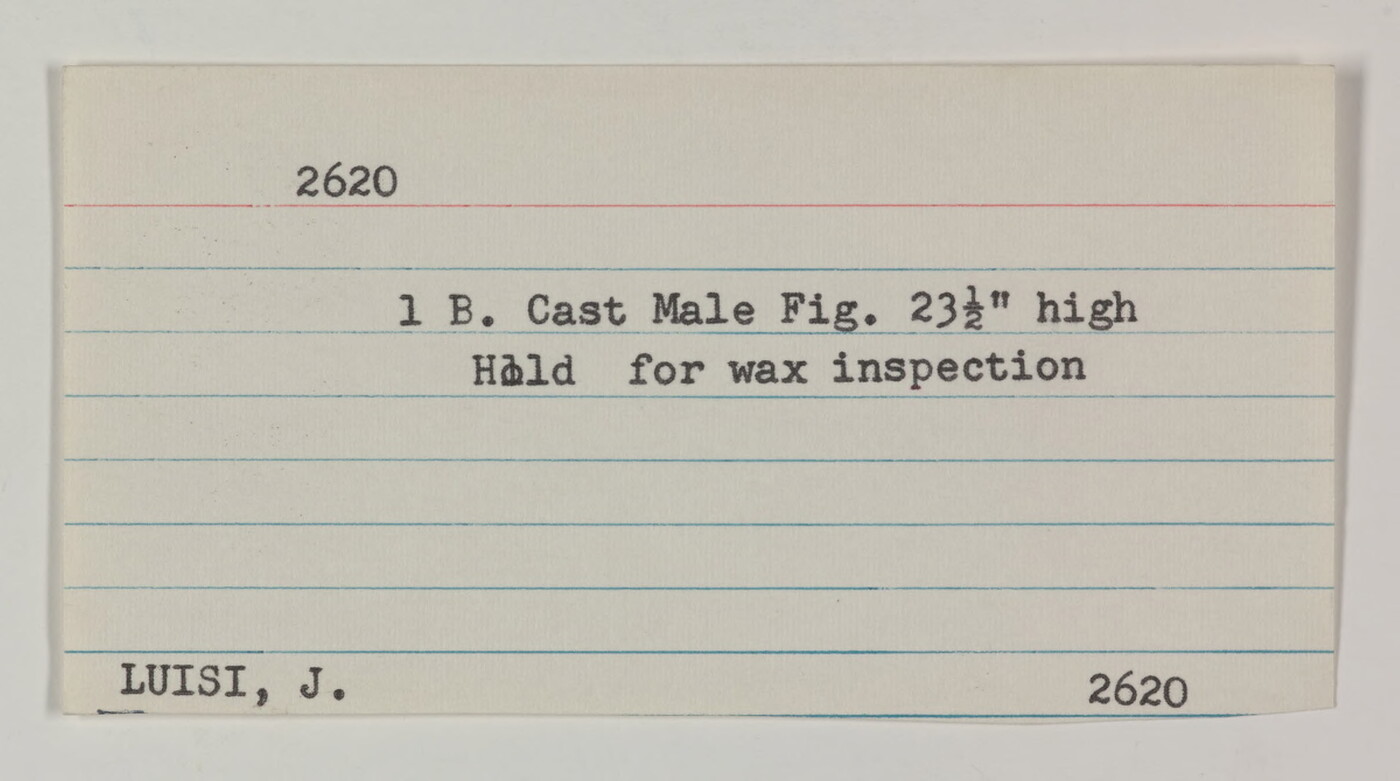 2620
1 B. Cast Male Fig. 23½" high
Hold for wax inspection
LUISI, J.
2620